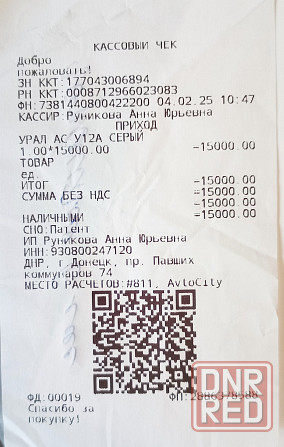 КАССОВЫЙ ЧЕК
Добро
пожаловать!
ЗН ККТ:177043006894
РН ККТ:0008712966023083
ФН:7381440800422200 04.02.25 10:47
КАССИР:Руникова Анна Юрьевна
ПРИХОД
УРАЛ АС У12А СЕРЫЙ
1.00*15000.00 =15000.00
ТОВАР
ед.
ИТОГ =15000.00
СУММА БЕЗ НДС =15000.00
=15000.00
НАЛИЧНЫМИ =15000.00
СНО:Патент
ИП Руникова Анна Юрьевна
ИНН:930800247120
ДНР, г.Донецк, пр. Павших
коммунаров 74
МЕСТО РАСЧЕТОВ:#811, AvtoCity
ФД:00019 ФП:2886378588
Спасибо за
покупку!
DNR
RED